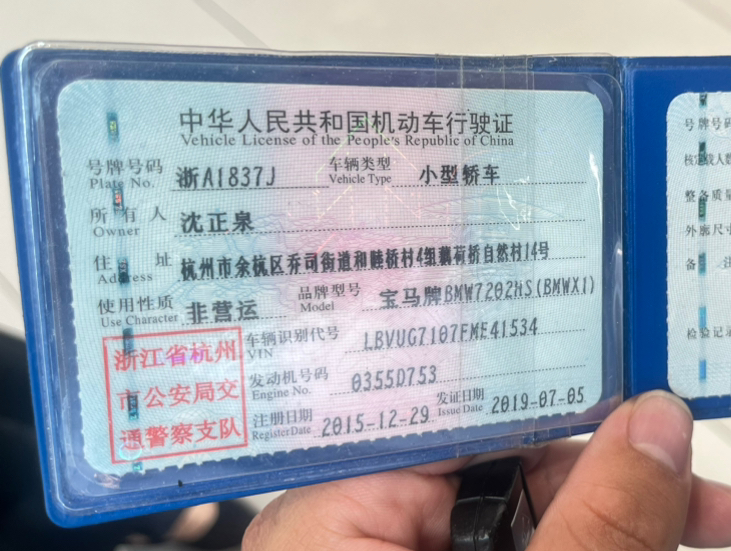 中华人民共和国机动车行驶证
Vehicle License of the People's Republic of China
号牌号码 浙A1837J 车辆类型 小型轿车
Plate No. Vehicle Type
所有人 沈正泉
Owner
住址 杭州市余杭区乔司街道和睦桥村4组藕荷桥自然村14号
Address
使用性质 非营运 品牌型号 宝马牌BMW7202HS(BMWX1)
Use Character Model
浙江省杭州
市公安局交
通警察支队
车辆识别代号 LBVUG7107FME41534
VIN
发动机号码 0355D753
Engine No.
注册日期 2015-12-29 发证日期 2019-07-05
Register Date Issue Date
号牌号码
整备质量
外廓尺寸
备
检验记录